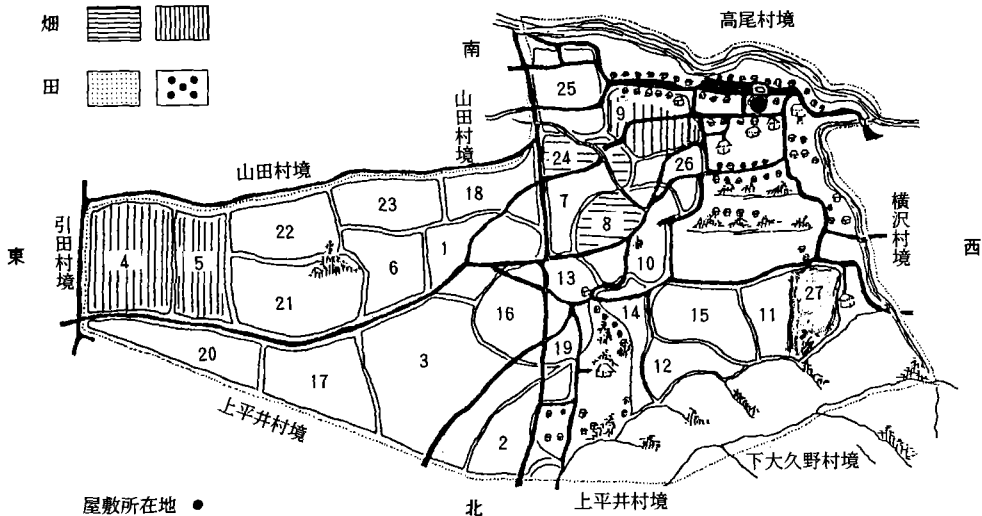 畑
田
高尾村境
南
山田村境
山田村境
引田村境
東
横沢村境
西
25
9
24
26
18
23
7
22
8
1
4
5
6
10
21
13
27
16
14
15
11
20
3
19
17
12
2
上平井村境
下大久野村境
屋敷所在地 ●
北
上平井村境